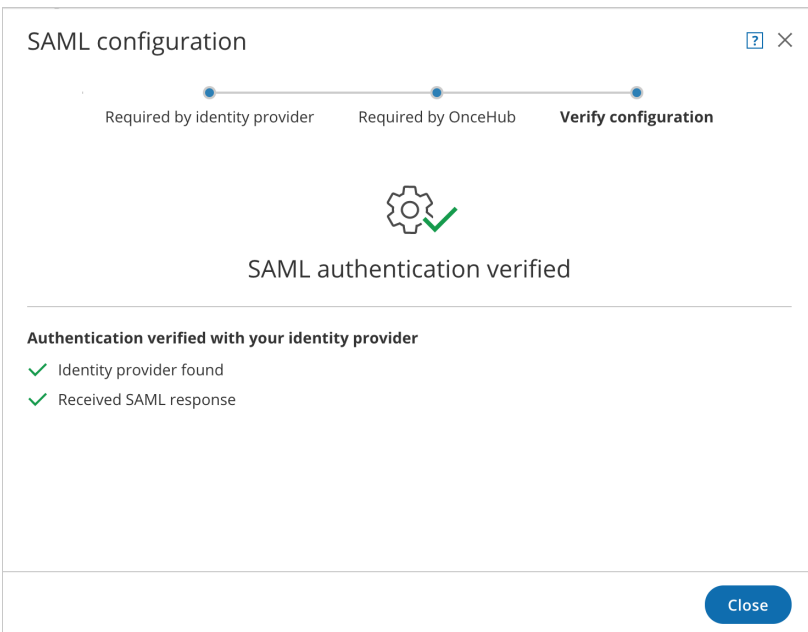 SAML configuration ?
Required by identity provider Required by OnceHub Verify configuration
SAML authentication verified
Authentication verified with your identity provider
Identity provider found
Received SAML response
Close